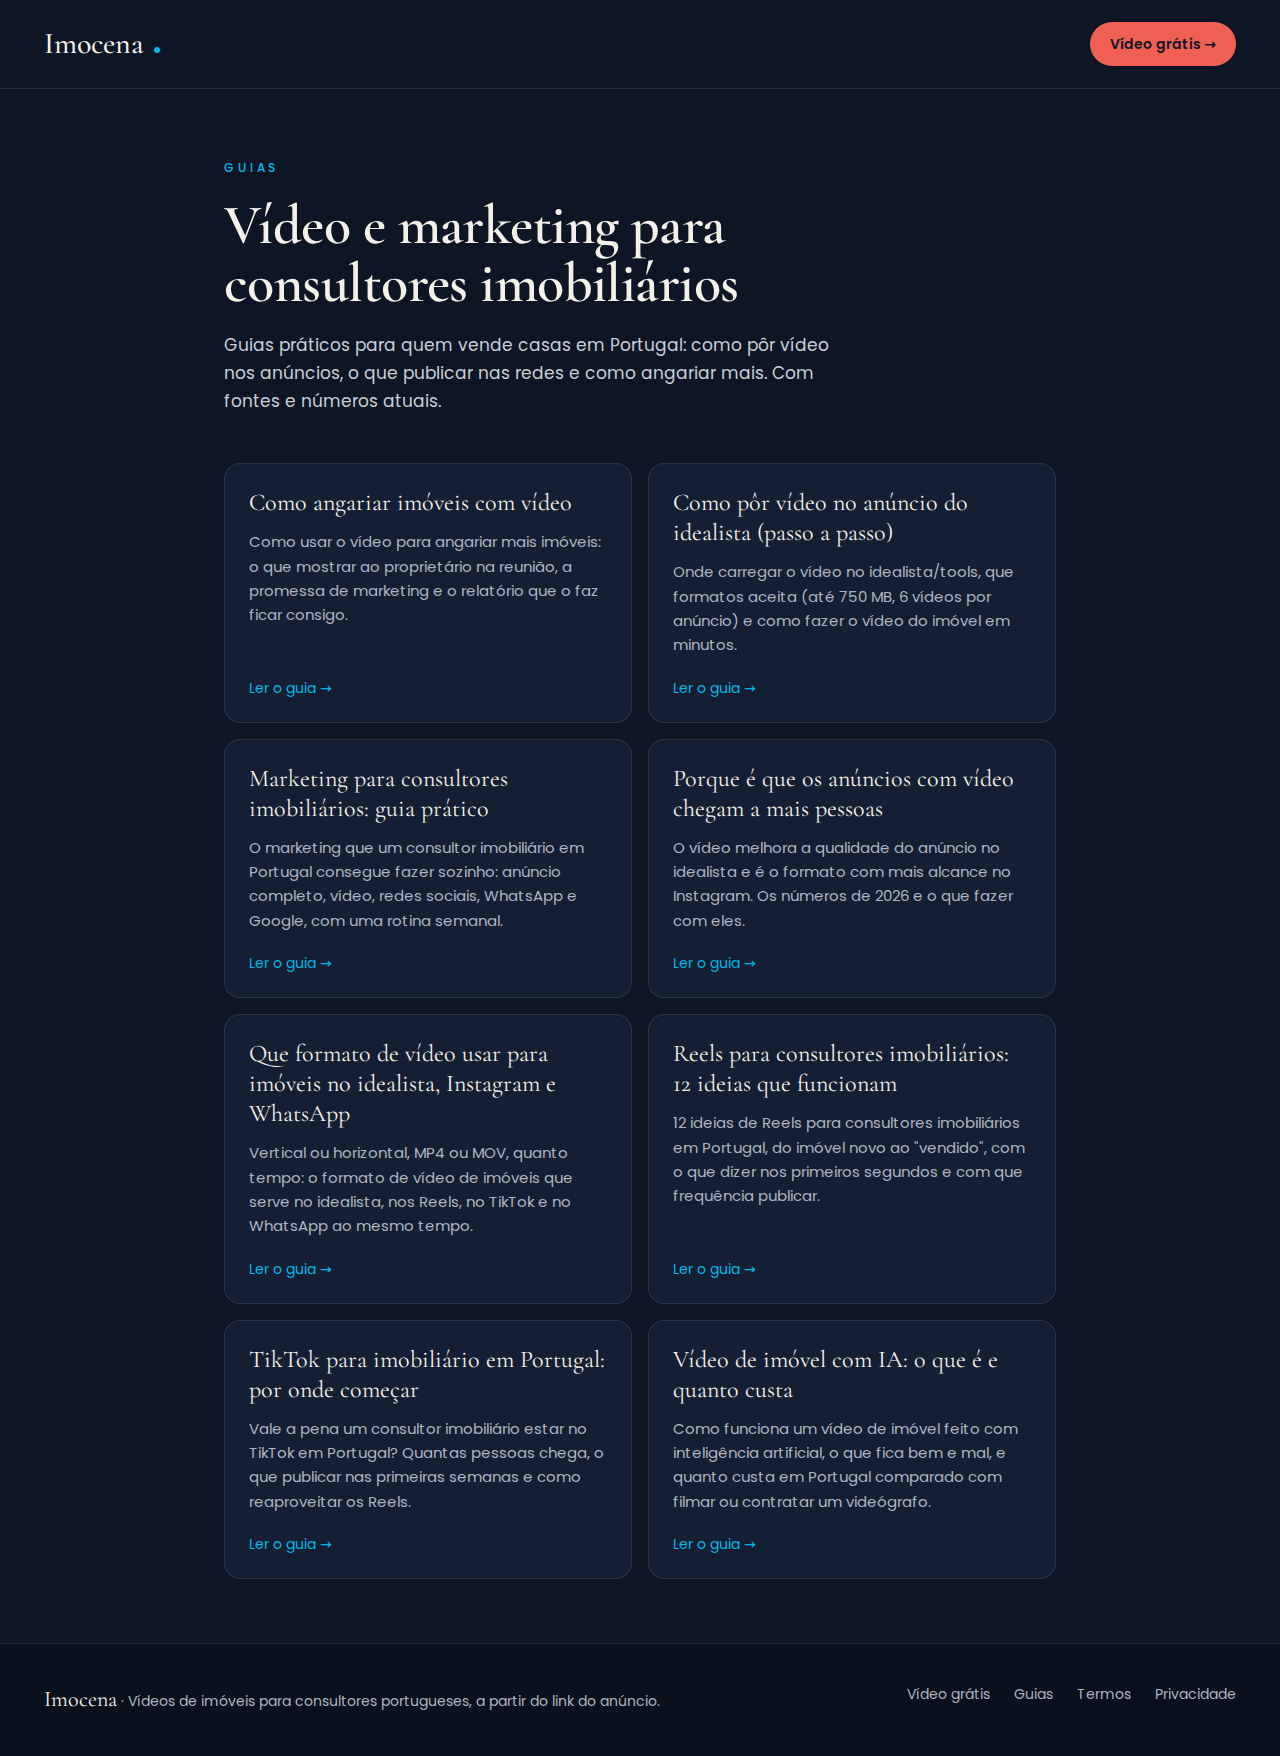 Imocena
Vídeo grátis →
GUIAS
Vídeo e marketing para
consultores imobiliários
Guias práticos para quem vende casas em Portugal: como pôr vídeo
nos anúncios, o que publicar nas redes e como angariar mais. Com
fontes e números atuais.
Como angariar imóveis com vídeo
Como usar o vídeo para angariar mais imóveis:
o que mostrar ao proprietário na reunião, a
promessa de marketing e o relatório que o faz
ficar consigo.
Ler o guia →
Como pôr vídeo no anúncio do
idealista (passo a passo)
Onde carregar o vídeo no idealista/tools, que
formatos aceita (até 750 MB, 6 vídeos por
anúncio) e como fazer o vídeo do imóvel em
minutos.
Ler o guia →
Marketing para consultores
imobiliários: guia prático
O marketing que um consultor imobiliário em
Portugal consegue fazer sozinho: anúncio
completo, vídeo, redes sociais, WhatsApp e
Google, com uma rotina semanal.
Ler o guia →
Porque é que os anúncios com vídeo
chegam a mais pessoas
O vídeo melhora a qualidade do anúncio no
idealista e é o formato com mais alcance no
Instagram. Os números de 2026 e o que fazer
com eles.
Ler o guia →
Que formato de vídeo usar para
imóveis no idealista, Instagram e
WhatsApp
Vertical ou horizontal, MP4 ou MOV, quanto
tempo: o formato de vídeo de imóveis que
serve no idealista, nos Reels, no TikTok e no
WhatsApp ao mesmo tempo.
Ler o guia →
Reels para consultores imobiliários:
12 ideias que funcionam
12 ideias de Reels para consultores imobiliários
em Portugal, do imóvel novo ao "vendido", com
o que dizer nos primeiros segundos e com que
frequência publicar.
Ler o guia →
TikTok para imobiliário em Portugal:
por onde começar
Vale a pena um consultor imobiliário estar no
TikTok em Portugal? Quantas pessoas chega, o
que publicar nas primeiras semanas e como
reaproveitar os Reels.
Ler o guia →
Vídeo de imóvel com IA: o que é e
quanto custa
Como funciona um vídeo de imóvel feito com
inteligência artificial, o que fica bem e mal, e
quanto custa em Portugal comparado com
filmar ou contratar um videógrafo.
Ler o guia →
Imocena · Vídeos de imóveis para consultores portugueses, a partir do link do anúncio.
Vídeo grátis Guias Termos Privacidade